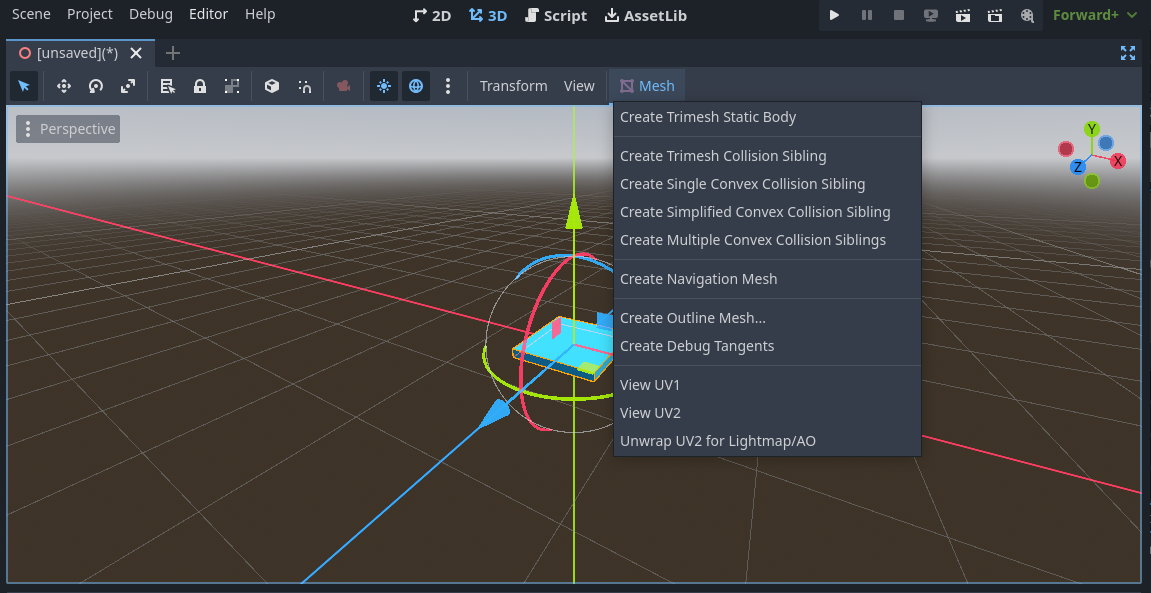 Scene Project Debug Editor Help 2D 3D Script AssetLib Forward+
[unsaved](*)
Transform View Mesh
Perspective
Create Trimesh Static Body
Create Trimesh Collision Sibling
Create Single Convex Collision Sibling
Create Simplified Convex Collision Sibling
Create Multiple Convex Collision Siblings
Create Navigation Mesh
Create Outline Mesh...
Create Debug Tangents
View UV1
View UV2
Unwrap UV2 for Lightmap/AO
Y
X
Z